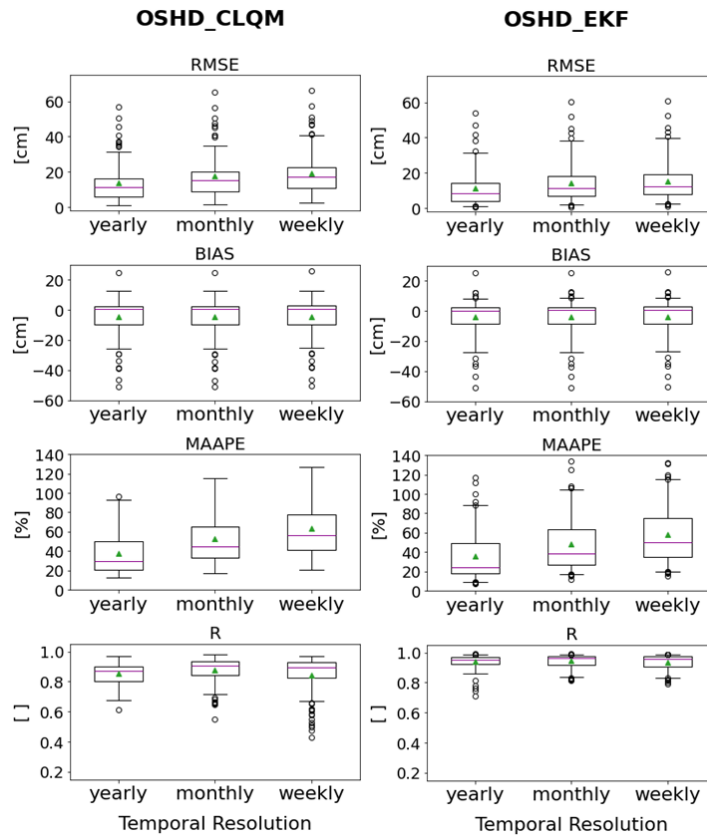 OSHD_CLQM OSHD_EKF
RMSE
[cm]
60
40
20
0
yearly monthly weekly
RMSE
[cm]
60
40
20
0
yearly monthly weekly
BIAS
[cm]
20
0
−20
−40
−60
yearly monthly weekly
BIAS
[cm]
20
0
−20
−40
−60
yearly monthly weekly
MAAPE
[%]
140
120
100
80
60
40
20
0
yearly monthly weekly
MAAPE
[%]
140
120
100
80
60
40
20
0
yearly monthly weekly
R
[ ]
1.0
0.8
0.6
0.4
0.2
yearly monthly weekly
Temporal Resolution
R
[ ]
1.0
0.8
0.6
0.4
0.2
yearly monthly weekly
Temporal Resolution